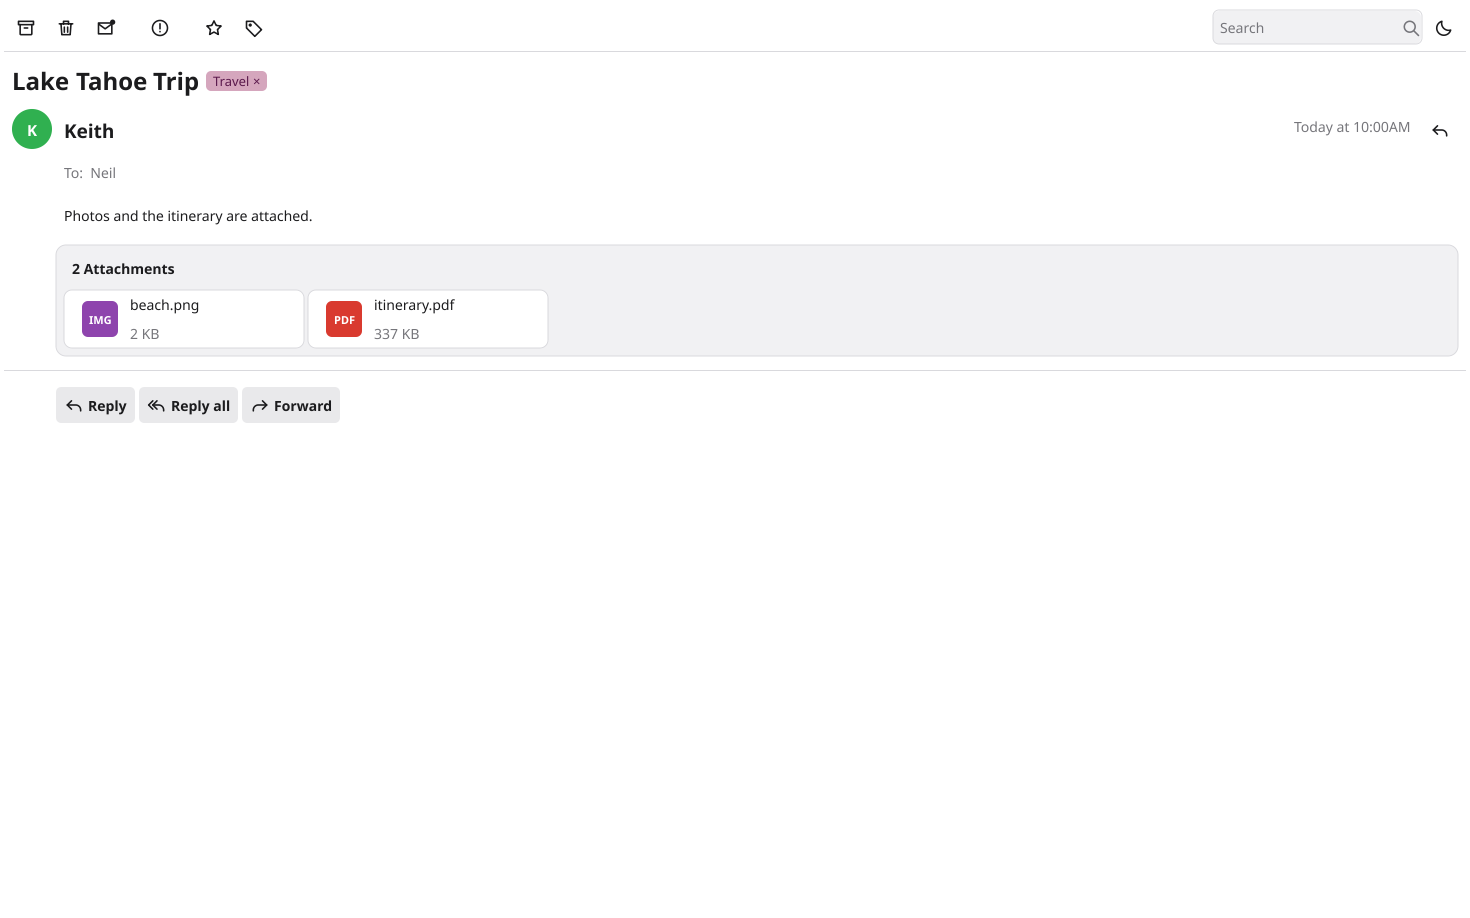 Search
Lake Tahoe Trip Travel ×
K Keith Today at 10:00AM
To: Neil
Photos and the itinerary are attached.
2 Attachments
IMG beach.png 2 KB
PDF itinerary.pdf 337 KB
Reply Reply all Forward